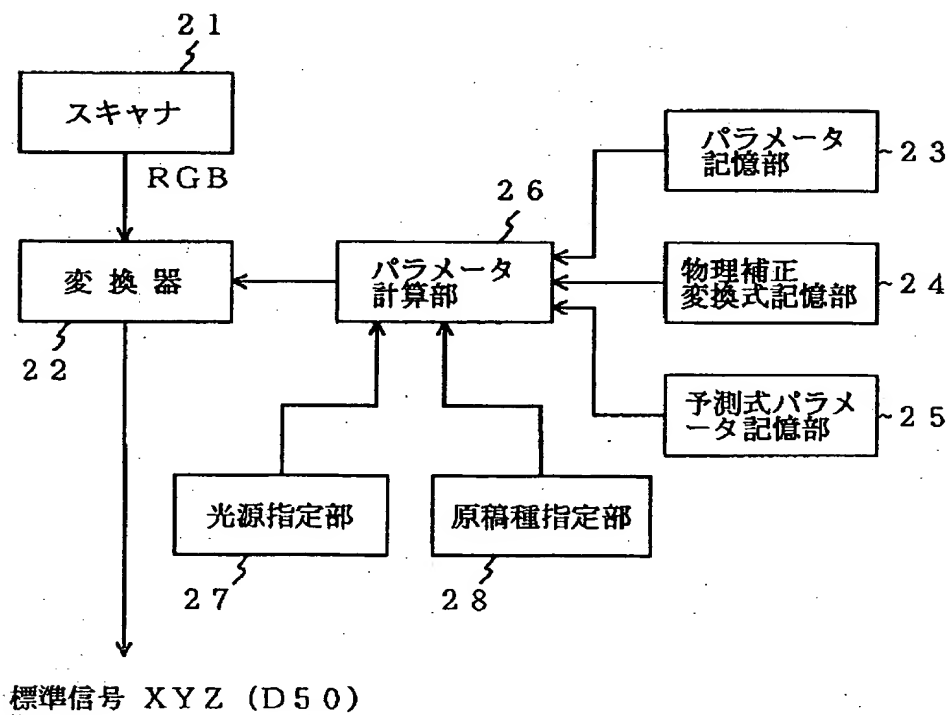 ２１
スキャナ
ＲＧＢ
２６
パラメータ
記憶部
２３
変換器
パラメータ
計算部
物理補正
変換式記憶部
２４
２２
予測式パラメ
ータ記憶部
２５
光源指定部
原稿種指定部
２７
２８
標準信号 ＸＹＺ（Ｄ５０）